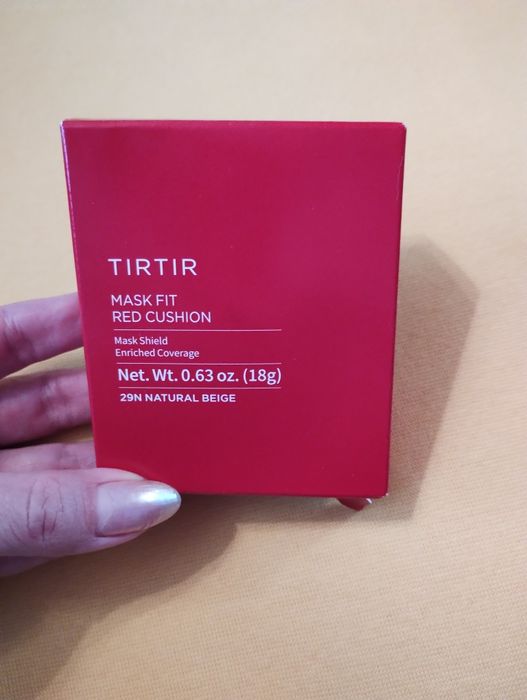 TIRTIR
MASK FIT
RED CUSHION
Mask Shield
Enriched Coverage
Net. Wt. 0.63 oz. (18g)
29N NATURAL BEIGE